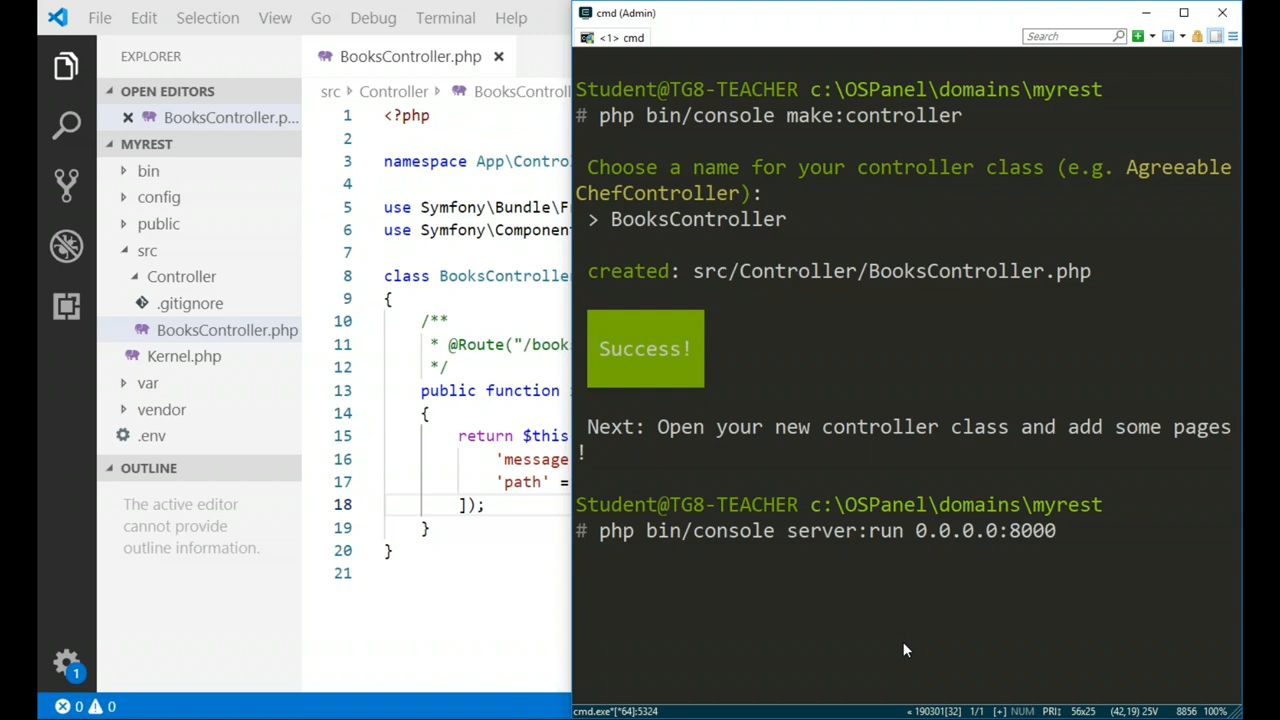 File Edit Selection View Go Debug Terminal Help
EXPLORER
OPEN EDITORS
BooksController.p...
MYREST
bin
config
public
src
Controller
.gitignore
BooksController.php
Kernel.php
var
vendor
.env
OUTLINE
The active editor
cannot provide
outline information.
1
0 0
BooksController.php
src Controller BooksControll
1 <?php
2
3 namespace App\Contro
4
5 use Symfony\Bundle\F
6 use Symfony\Componen
7
8 class BooksController
9 {
10 /**
11 * @Route("/book
12 */
13 public function
14 {
15 return $this
16 'message
17 'path' =
18 ]);
19 }
20 }
21
cmd (Admin)
<1> cmd
Search
Student@TG8-TEACHER c:\OSPanel\domains\myrest
# php bin/console make:controller
Choose a name for your controller class (e.g. Agreeable
ChefController):
> BooksController
created: src/Controller/BooksController.php
Success!
Next: Open your new controller class and add some pages
!
Student@TG8-TEACHER c:\OSPanel\domains\myrest
# php bin/console server:run 0.0.0.0:8000
cmd.exe*[*64]:5324 « 190301[32] 1/1 [+] NUM PRI↕ 56x25 (42,19) 25V 8856 100%